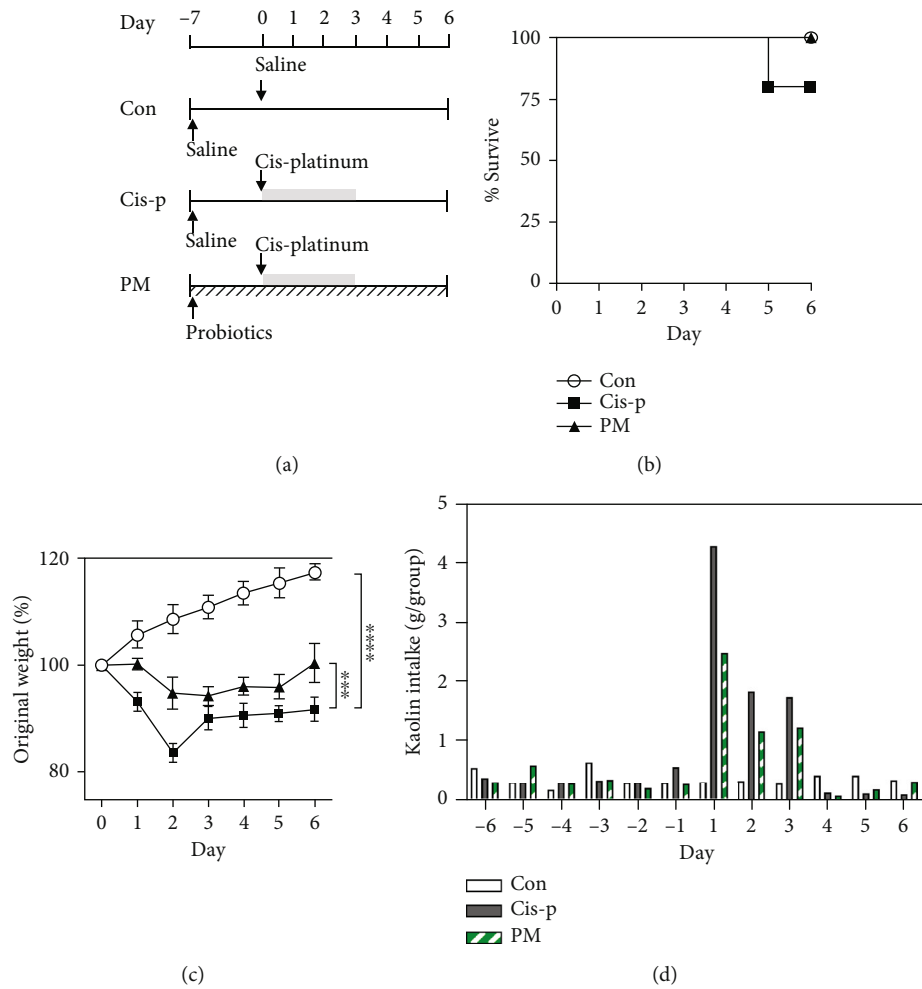 Day
−7 0 1 2 3 4 5 6
Saline
Con
Saline
Cis-platinum
Cis-p
Saline
Cis-platinum
PM
Probiotics
(a)
% Survive
100
75
50
25
0
0 1 2 3 4 5 6
Day
Con
Cis-p
PM
(b)
Original weight (%)
120
100
80
0 1 2 3 4 5 6
Day
***
****
(c)
Kaolin intalke (g/group)
5
4
3
2
1
0
−6 −5 −4 −3 −2 −1 1 2 3 4 5 6
Day
Con
Cis-p
PM
(d)